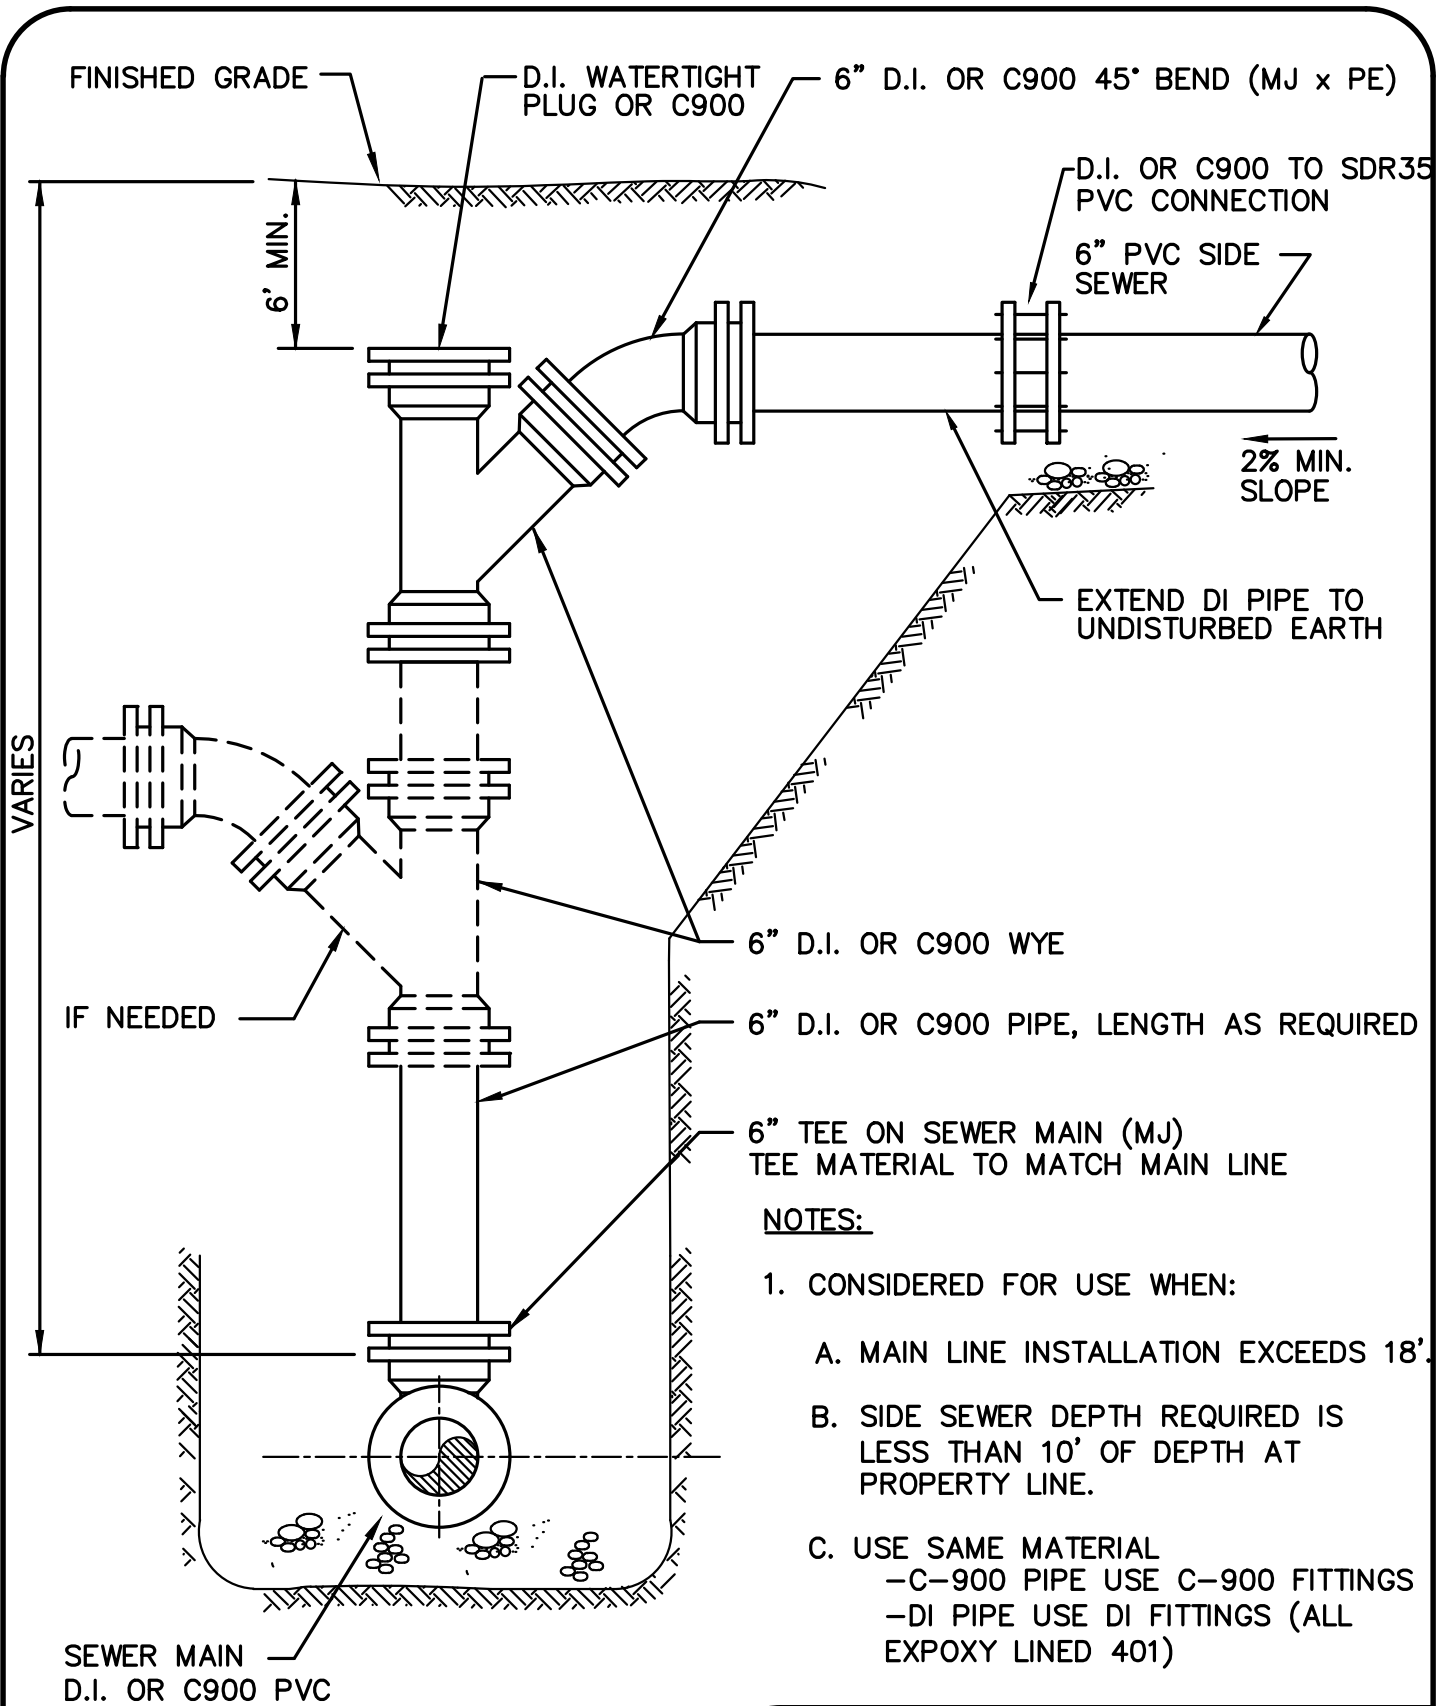 FINISHED GRADE
D.I. WATERTIGHT
PLUG OR C900
6" D.I. OR C900 45° BEND (MJ x PE)
D.I. OR C900 TO SDR35
PVC CONNECTION
6" PVC SIDE
SEWER
6' MIN.
2% MIN.
SLOPE
EXTEND DI PIPE TO
UNDISTURBED EARTH
VARIES
6" D.I. OR C900 WYE
IF NEEDED
6" D.I. OR C900 PIPE, LENGTH AS REQUIRED
6" TEE ON SEWER MAIN (MJ)
TEE MATERIAL TO MATCH MAIN LINE
NOTES:
1. CONSIDERED FOR USE WHEN:
A. MAIN LINE INSTALLATION EXCEEDS 18'.
B. SIDE SEWER DEPTH REQUIRED IS
LESS THAN 10' OF DEPTH AT
PROPERTY LINE.
C. USE SAME MATERIAL
-C-900 PIPE USE C-900 FITTINGS
-DI PIPE USE DI FITTINGS (ALL
EXPOXY LINED 401)
SEWER MAIN
D.I. OR C900 PVC